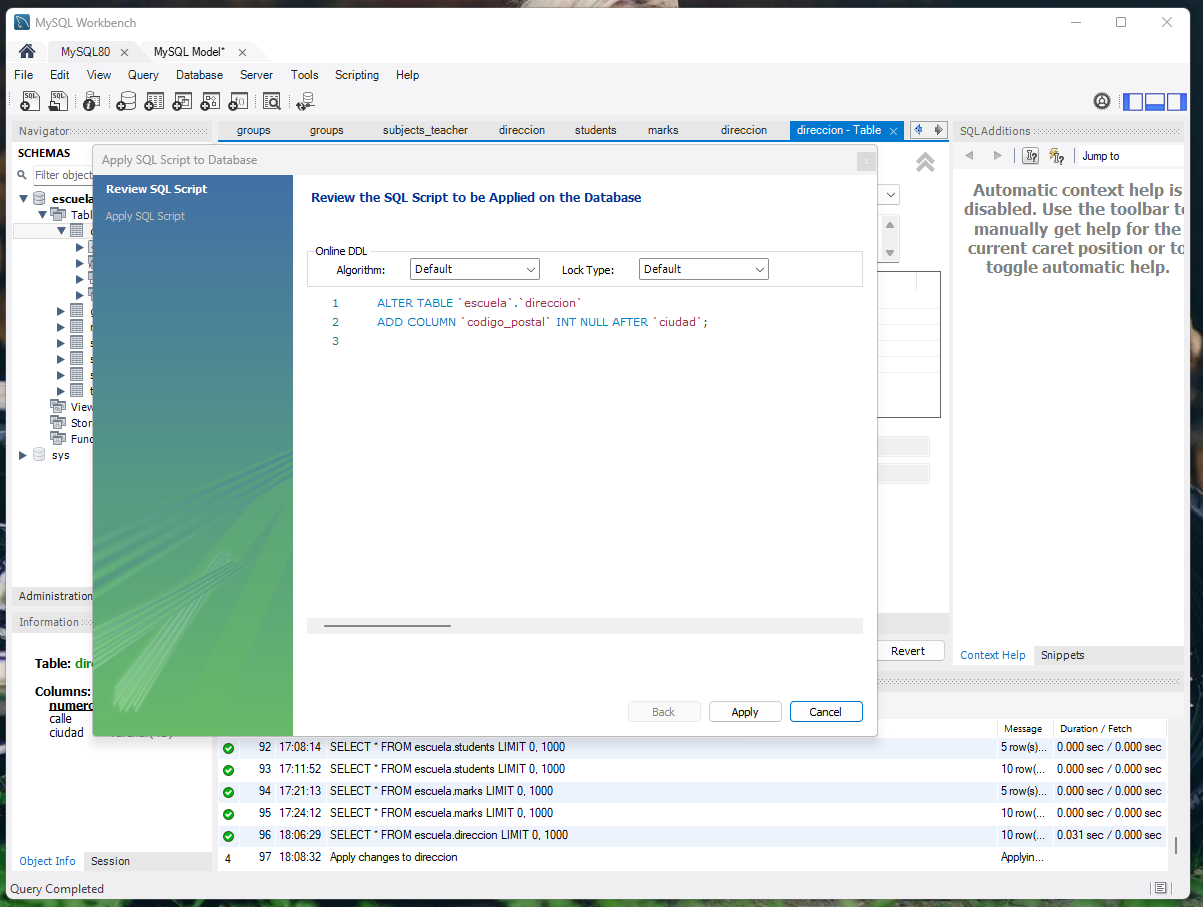 MySQL Workbench
MySQL80
MySQL Model*
File Edit View Query Database Server Tools Scripting Help
Navigator
groups groups subjects_teacher direccion students marks direccion direccion - Table
SQLAdditions
SCHEMAS
Filter object
escuela
Tabl
View
Stor
Func
sys
Apply SQL Script to Database
Review SQL Script
Apply SQL Script
Review the SQL Script to be Applied on the Database
Online DDL
Algorithm: Default Lock Type: Default
1 ALTER TABLE `escuela`.`direccion`
2 ADD COLUMN `codigo_postal` INT NULL AFTER `ciudad`;
3
Back Apply Cancel
Jump to
Automatic context help is
disabled. Use the toolbar to
manually get help for the
current caret position or to
toggle automatic help.
Revert
Context Help Snippets
Administration
Information
Table: dire
Columns:
numero
calle
ciudad
Message Duration / Fetch
92 17:08:14 SELECT * FROM escuela.students LIMIT 0, 1000 5 row(s)... 0.000 sec / 0.000 sec
93 17:11:52 SELECT * FROM escuela.students LIMIT 0, 1000 10 row(... 0.000 sec / 0.000 sec
94 17:21:13 SELECT * FROM escuela.marks LIMIT 0, 1000 5 row(s)... 0.000 sec / 0.000 sec
95 17:24:12 SELECT * FROM escuela.marks LIMIT 0, 1000 10 row(... 0.000 sec / 0.000 sec
96 18:06:29 SELECT * FROM escuela.direccion LIMIT 0, 1000 10 row(... 0.031 sec / 0.000 sec
4 97 18:08:32 Apply changes to direccion Applyin...
Object Info Session
Query Completed